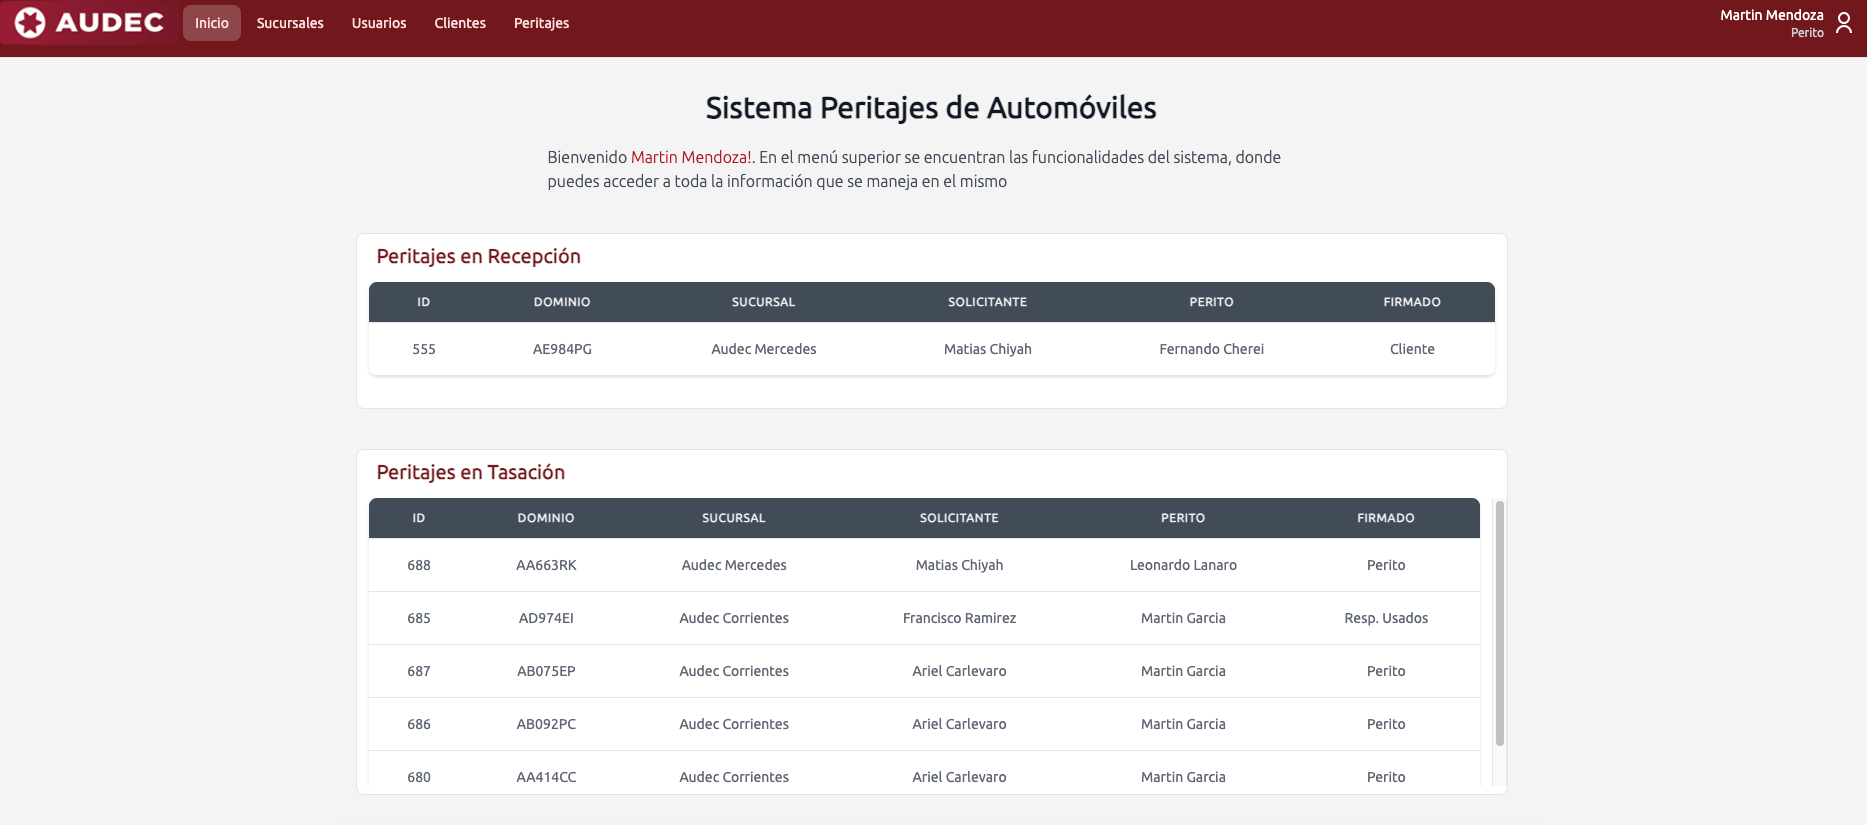 AUDEC Inicio Sucursales Usuarios Clientes Peritajes Martin Mendoza
Perito
Sistema Peritajes de Automóviles
Bienvenido Martin Mendoza!. En el menú superior se encuentran las funcionalidades del sistema, donde
puedes acceder a toda la información que se maneja en el mismo
Peritajes en Recepción
ID DOMINIO SUCURSAL SOLICITANTE PERITO FIRMADO
555 AE984PG Audec Mercedes Matias Chiyah Fernando Cherei Cliente
Peritajes en Tasación
ID DOMINIO SUCURSAL SOLICITANTE PERITO FIRMADO
688 AA663RK Audec Mercedes Matias Chiyah Leonardo Lanaro Perito
685 AD974EI Audec Corrientes Francisco Ramirez Martin Garcia Resp. Usados
687 AB075EP Audec Corrientes Ariel Carlevaro Martin Garcia Perito
686 AB092PC Audec Corrientes Ariel Carlevaro Martin Garcia Perito
680 AA414CC Audec Corrientes Ariel Carlevaro Martin Garcia Perito